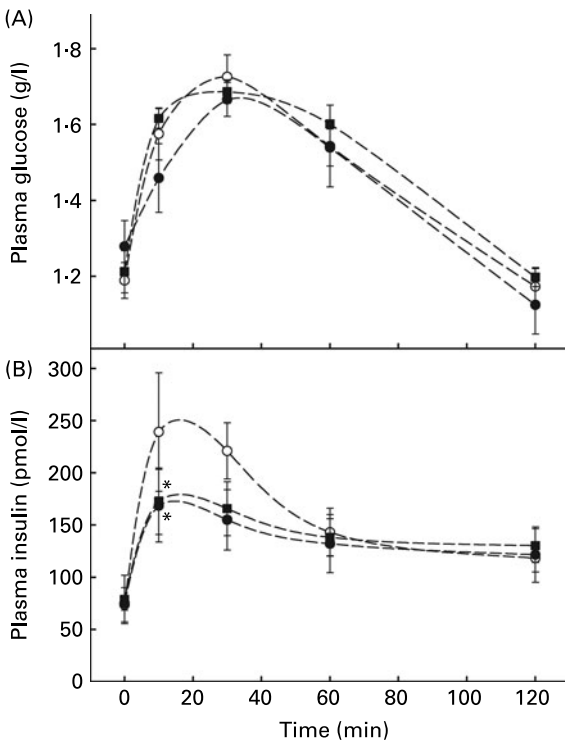 (A)
1·8
1·6
1·4
1·2
Plasma glucose (g/l)
(B)
300
250
200
150
100
50
0
Plasma insulin (pmol/l)
*
*
0 20 40 60 80 100 120
Time (min)